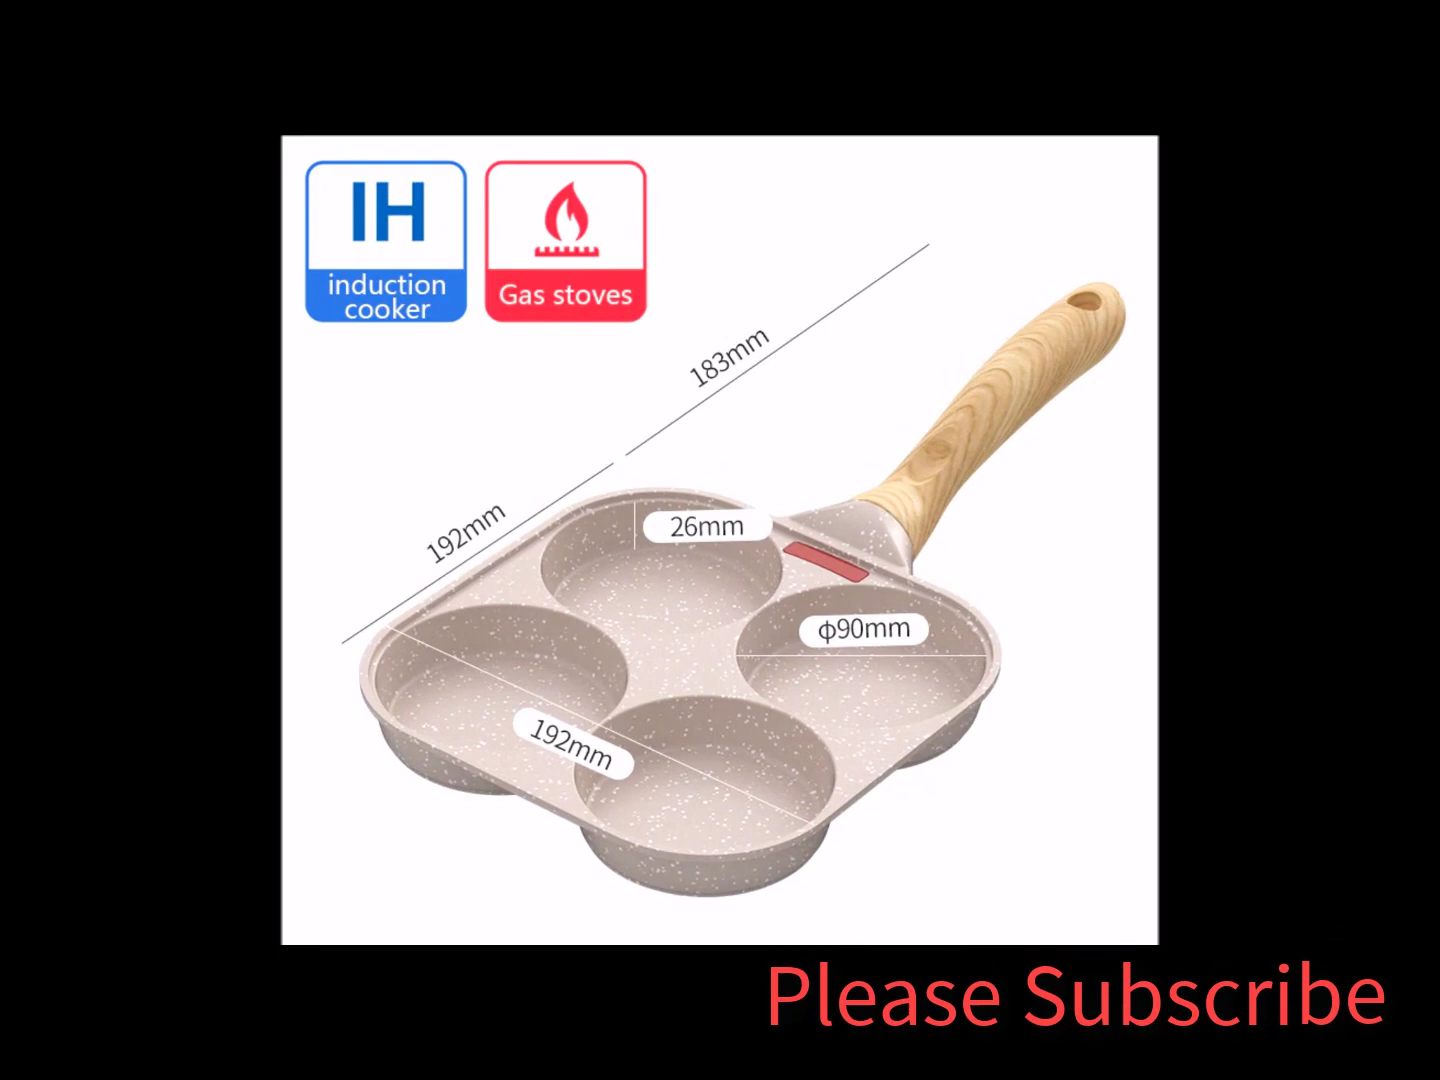 IH
induction
cooker
Gas stoves
183mm
192mm
26mm
φ90mm
192mm
Please Subscribe